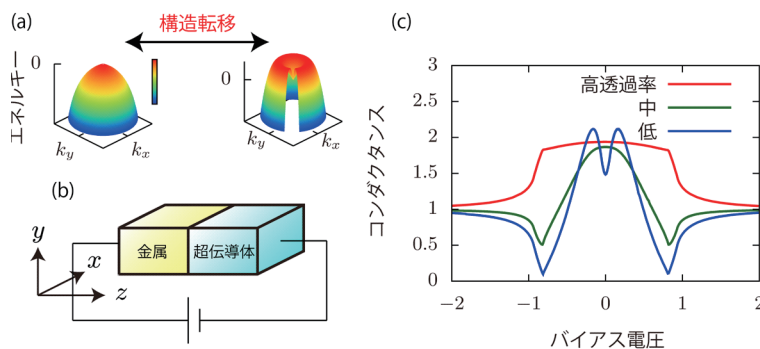 (a)
構造転移
エネルギー
0
k_y
k_x
0
k_y
k_x
(b)
y
x
z
金属
超伝導体
(c)
コンダクタンス
3
2.5
2
1.5
1
0.5
0
高透過率
中
低
−2
−1
0
1
2
バイアス電圧